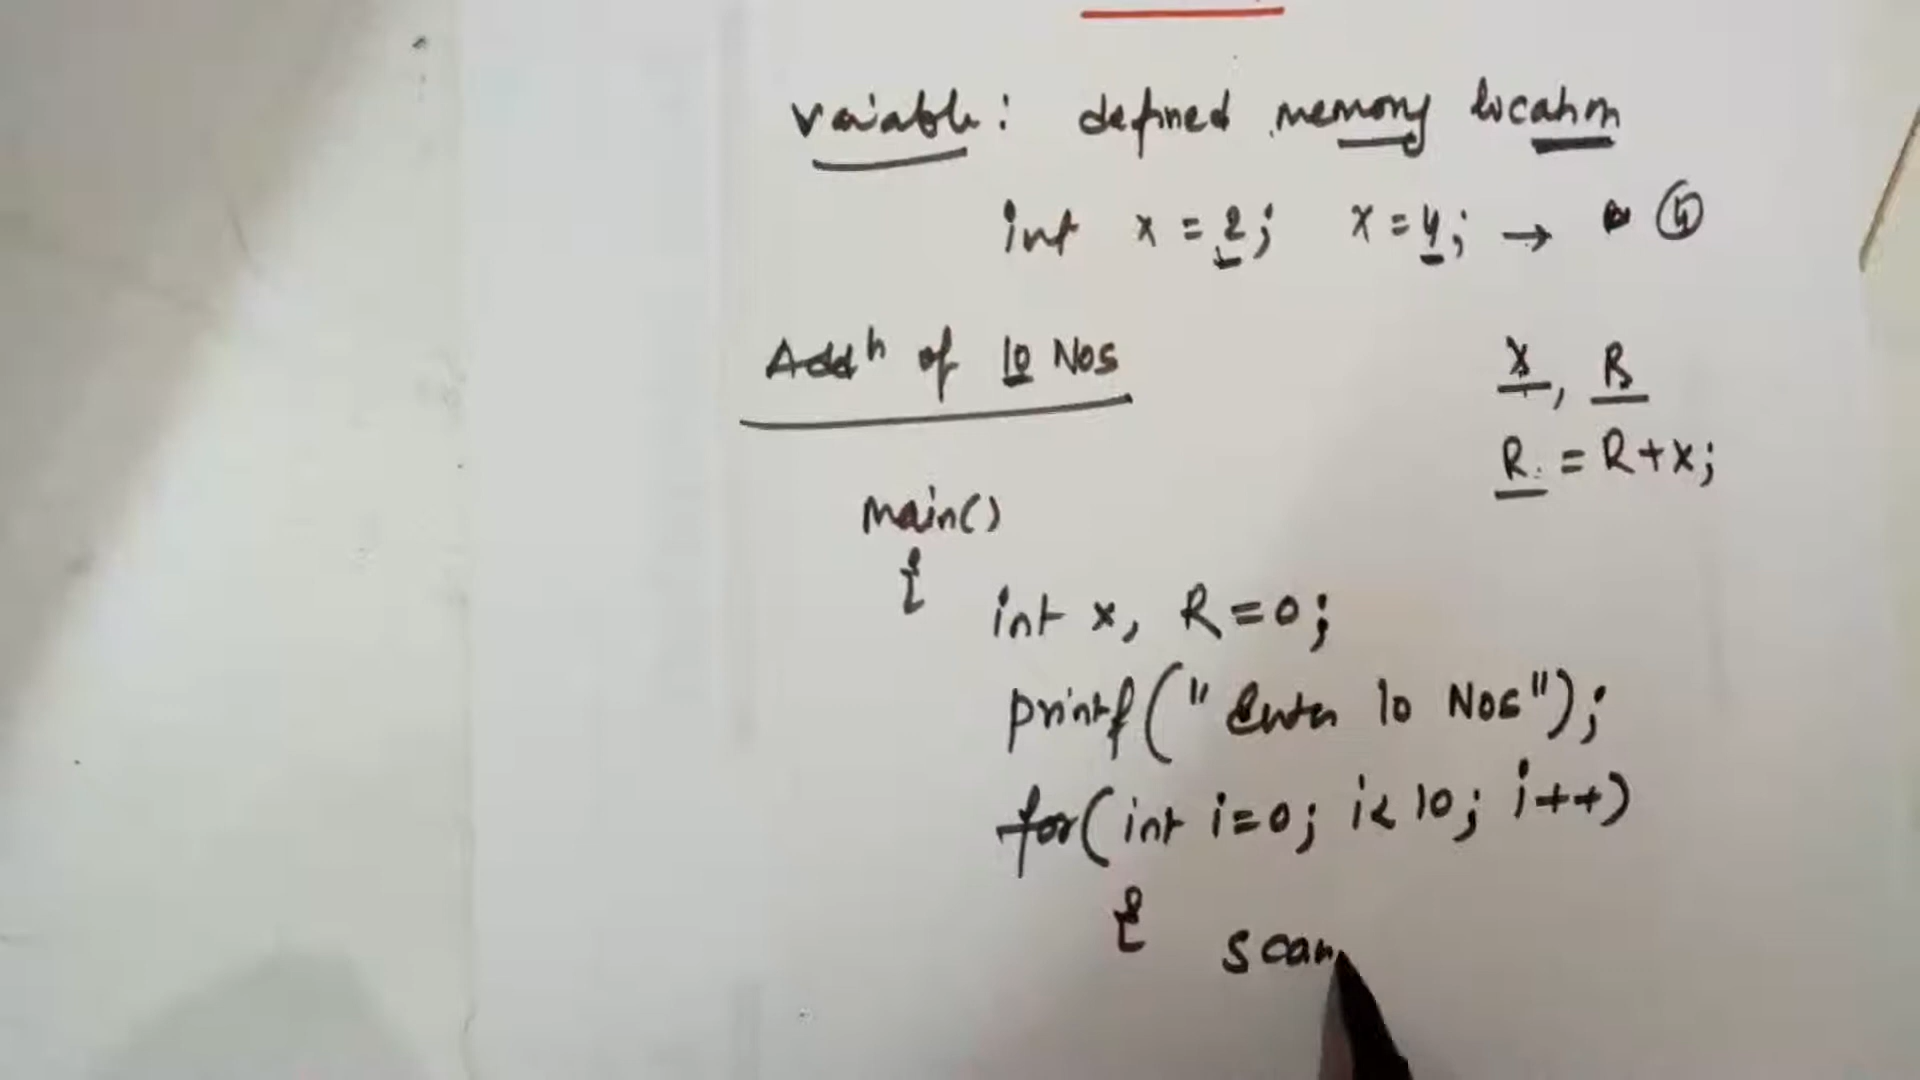 Variable: defined memory location
int x = 2; x = 4; → 4
Addn of 10 Nos
x, R
R = R+x;
main()
{
int x, R=0;
printf("Enter 10 Nos");
for(int i=0; i<10; i++)
{ scan